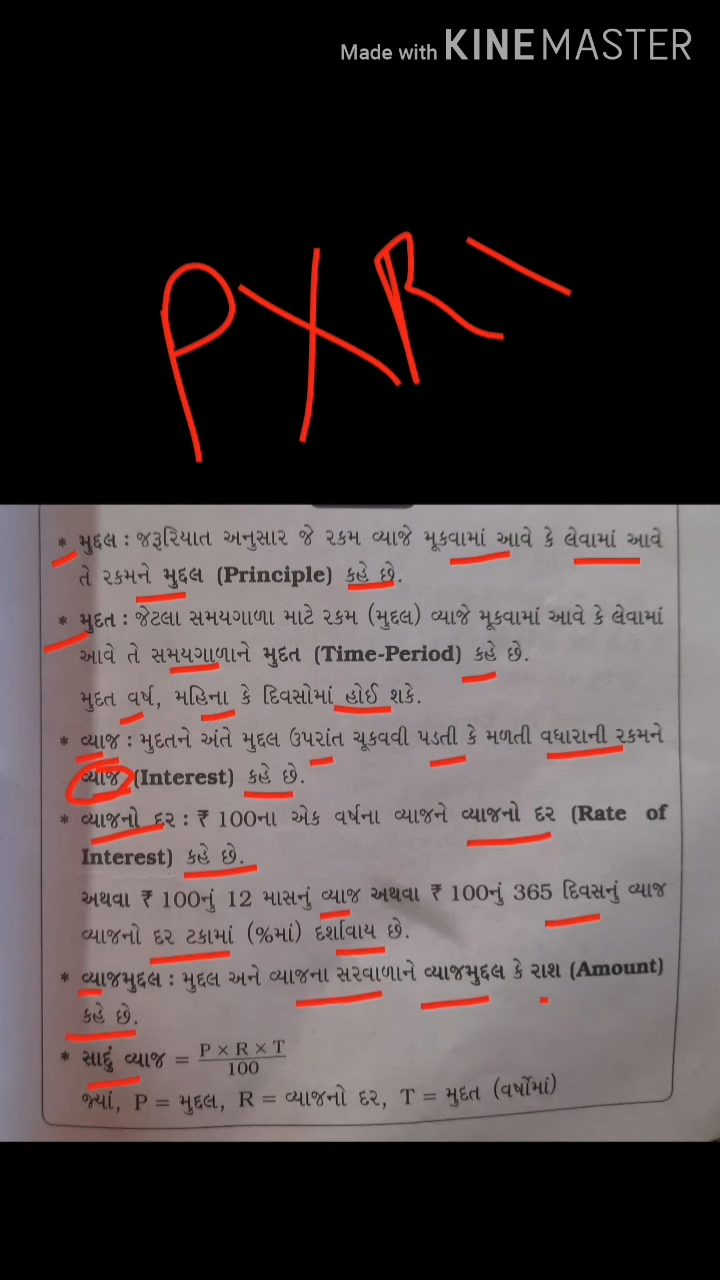 Made with KINEMASTER
P X R \
* મુદ્દલ : જરૂરિયાત અનુસાર જે રકમ વ્યાજે મૂકવામાં આવે કે લેવામાં આવે
તે રકમને મુદ્દલ (Principle) કહે છે.
* મુદત : જેટલા સમયગાળા માટે રકમ (મુદ્દલ) વ્યાજે મૂકવામાં આવે કે લેવામાં
આવે તે સમયગાળાને મુદત (Time-Period) કહે છે.
મુદત વર્ષ, મહિના કે દિવસોમાં હોઈ શકે.
* વ્યાજ : મુદતને અંતે મુદ્દલ ઉપરાંત ચૂકવવી પડતી કે મળતી વધારાની રકમને
વ્યાજ (Interest) કહે છે.
* વ્યાજનો દર : ₹ 100ના એક વર્ષના વ્યાજને વ્યાજનો દર (Rate of
Interest) કહે છે.
અથવા ₹ 100નું 12 માસનું વ્યાજ અથવા ₹ 100નું 365 દિવસનું વ્યાજ
વ્યાજનો દર ટકામાં (%માં) દર્શાવાય છે.
* વ્યાજમુદ્દલ : મુદ્દલ અને વ્યાજના સરવાળાને વ્યાજમુદ્દલ કે રાશ (Amount)
કહે છે.
* સાદું વ્યાજ = P × R × T / 100
જ્યાં, P = મુદ્દલ, R = વ્યાજનો દર, T = મુદત (વર્ષોમાં)